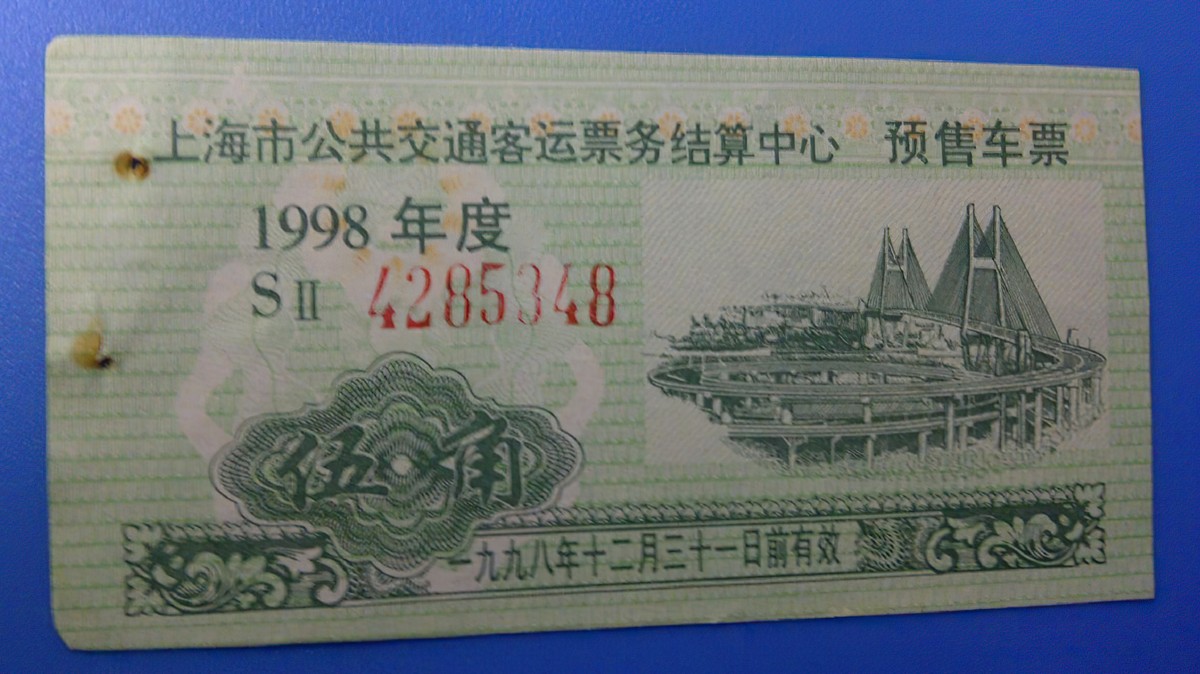 上海市公共交通客运票务结算中心 预售车票
1998 年度
S II 4285348
伍角
一九九八年十二月三十一日前有效